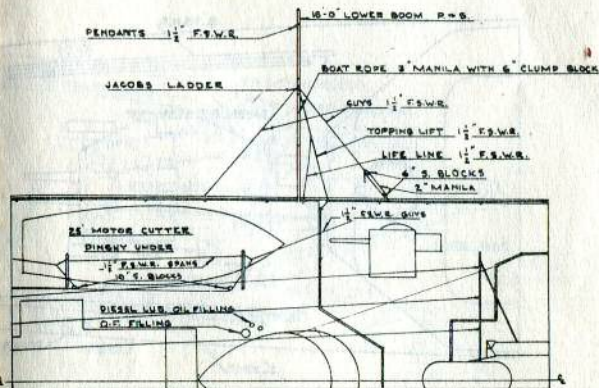 16'-0" LOWER BOOM P & S.
PENDANTS 1½" F.S.W.R.
BOAT ROPE 3" MANILA WITH 6" CLUMP BLOCK
JACOBS LADDER
GUYS 1½" F.S.W.R.
TOPPING LIFT 1½" F.S.W.R.
LIFE LINE 1½" F.S.W.R.
6" S. BLOCKS
2" MANILA
1½" F.S.W.R. GUYS
25' MOTOR CUTTER
DINGHY UNDER
1½" F.S.W.R. SPANS
10" S. BLOCKS
DIESEL LUB. OIL FILLING
O.F. FILLING